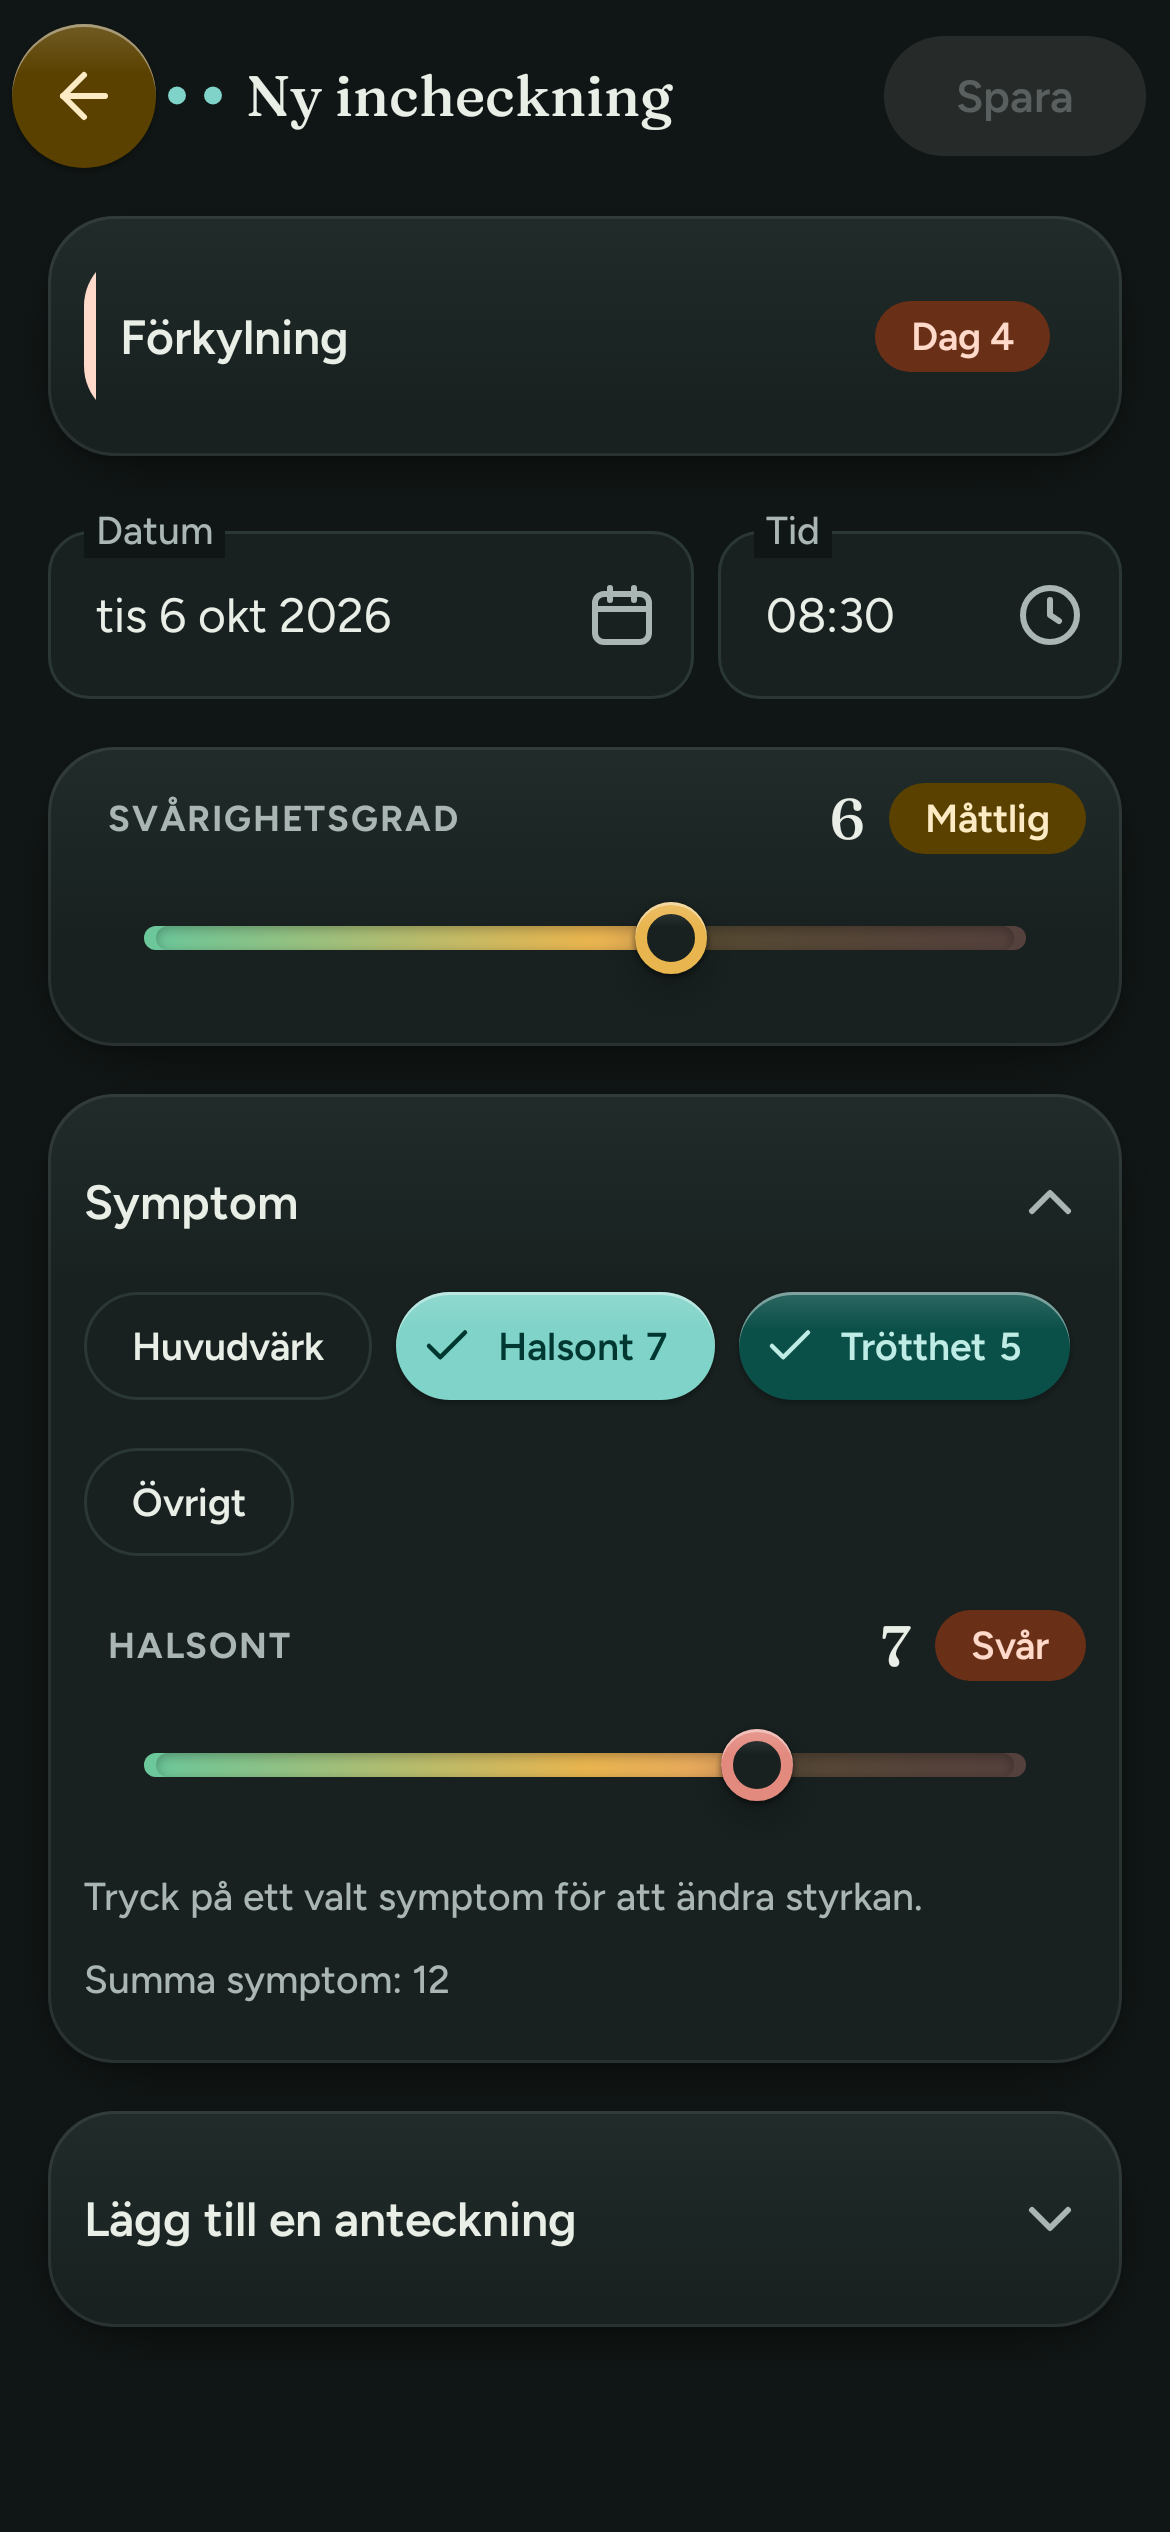 Ny incheckning
Spara
Förkylning
Dag 4
Datum
tis 6 okt 2026
Tid
08:30
SVÅRIGHETSGRAD
6
Måttlig
Symptom
Huvudvärk
Halsont 7
Trötthet 5
Övrigt
HALSONT
7
Svår
Tryck på ett valt symptom för att ändra styrkan.
Summa symptom: 12
Lägg till en anteckning